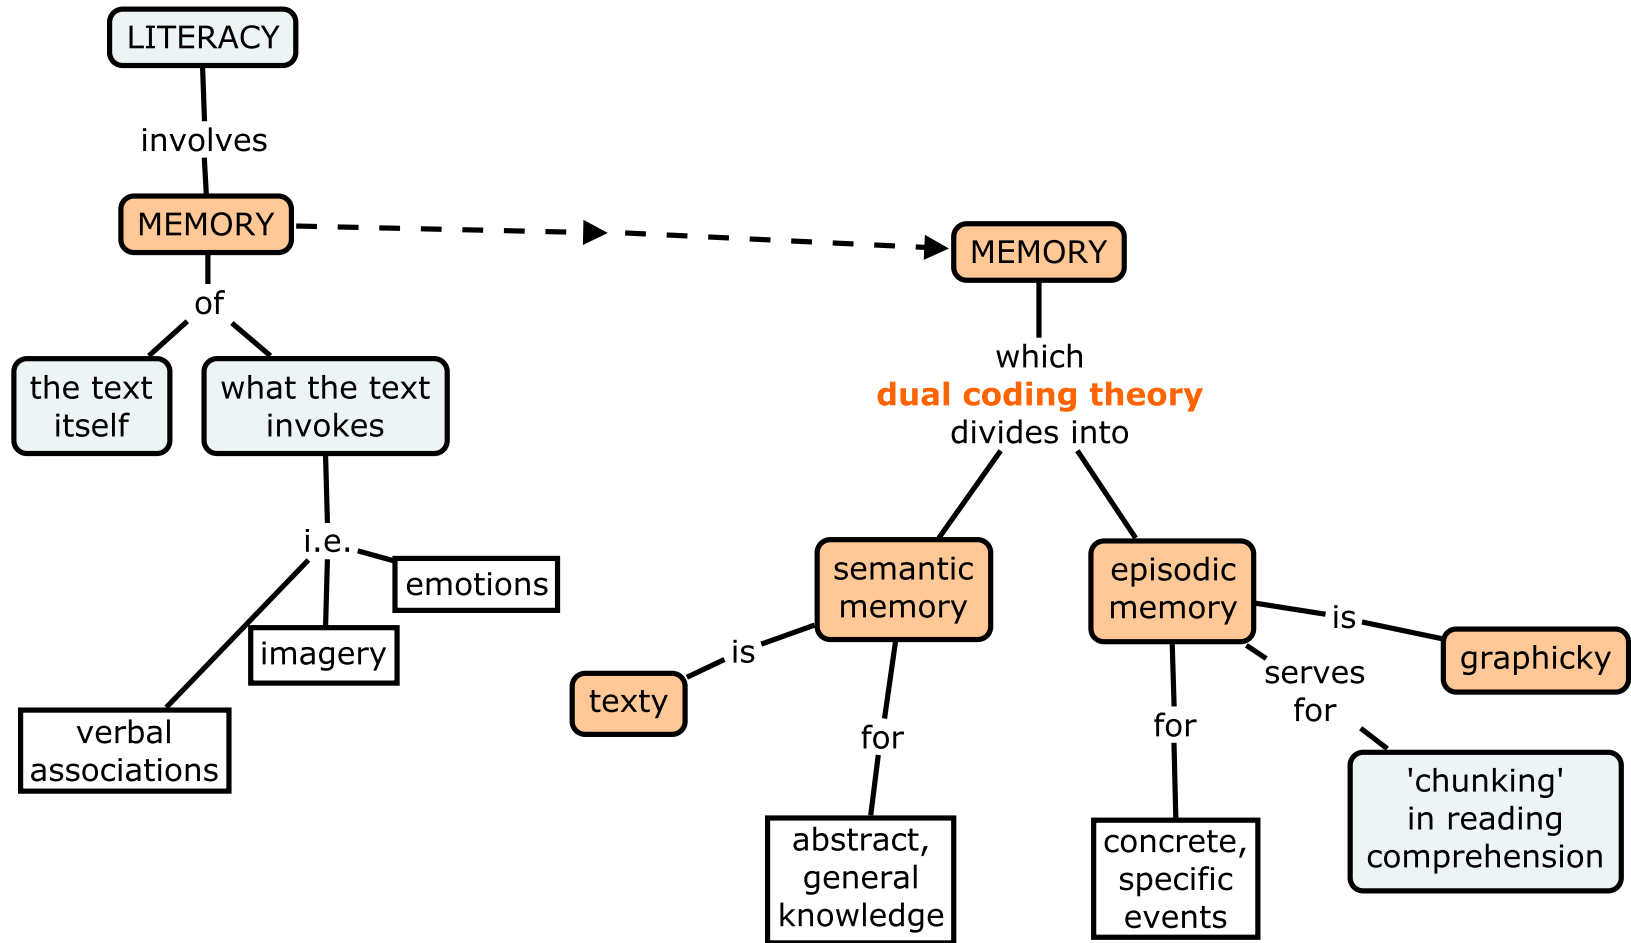 LITERACY
involves
MEMORY
of
the text
itself
what the text
invokes
i.e.
emotions
imagery
verbal
associations
MEMORY
which
dual coding theory
divides into
semantic
memory
is
texty
for
abstract,
general
knowledge
episodic
memory
is
graphicky
serves
for
'chunking'
in reading
comprehension
for
concrete,
specific
events